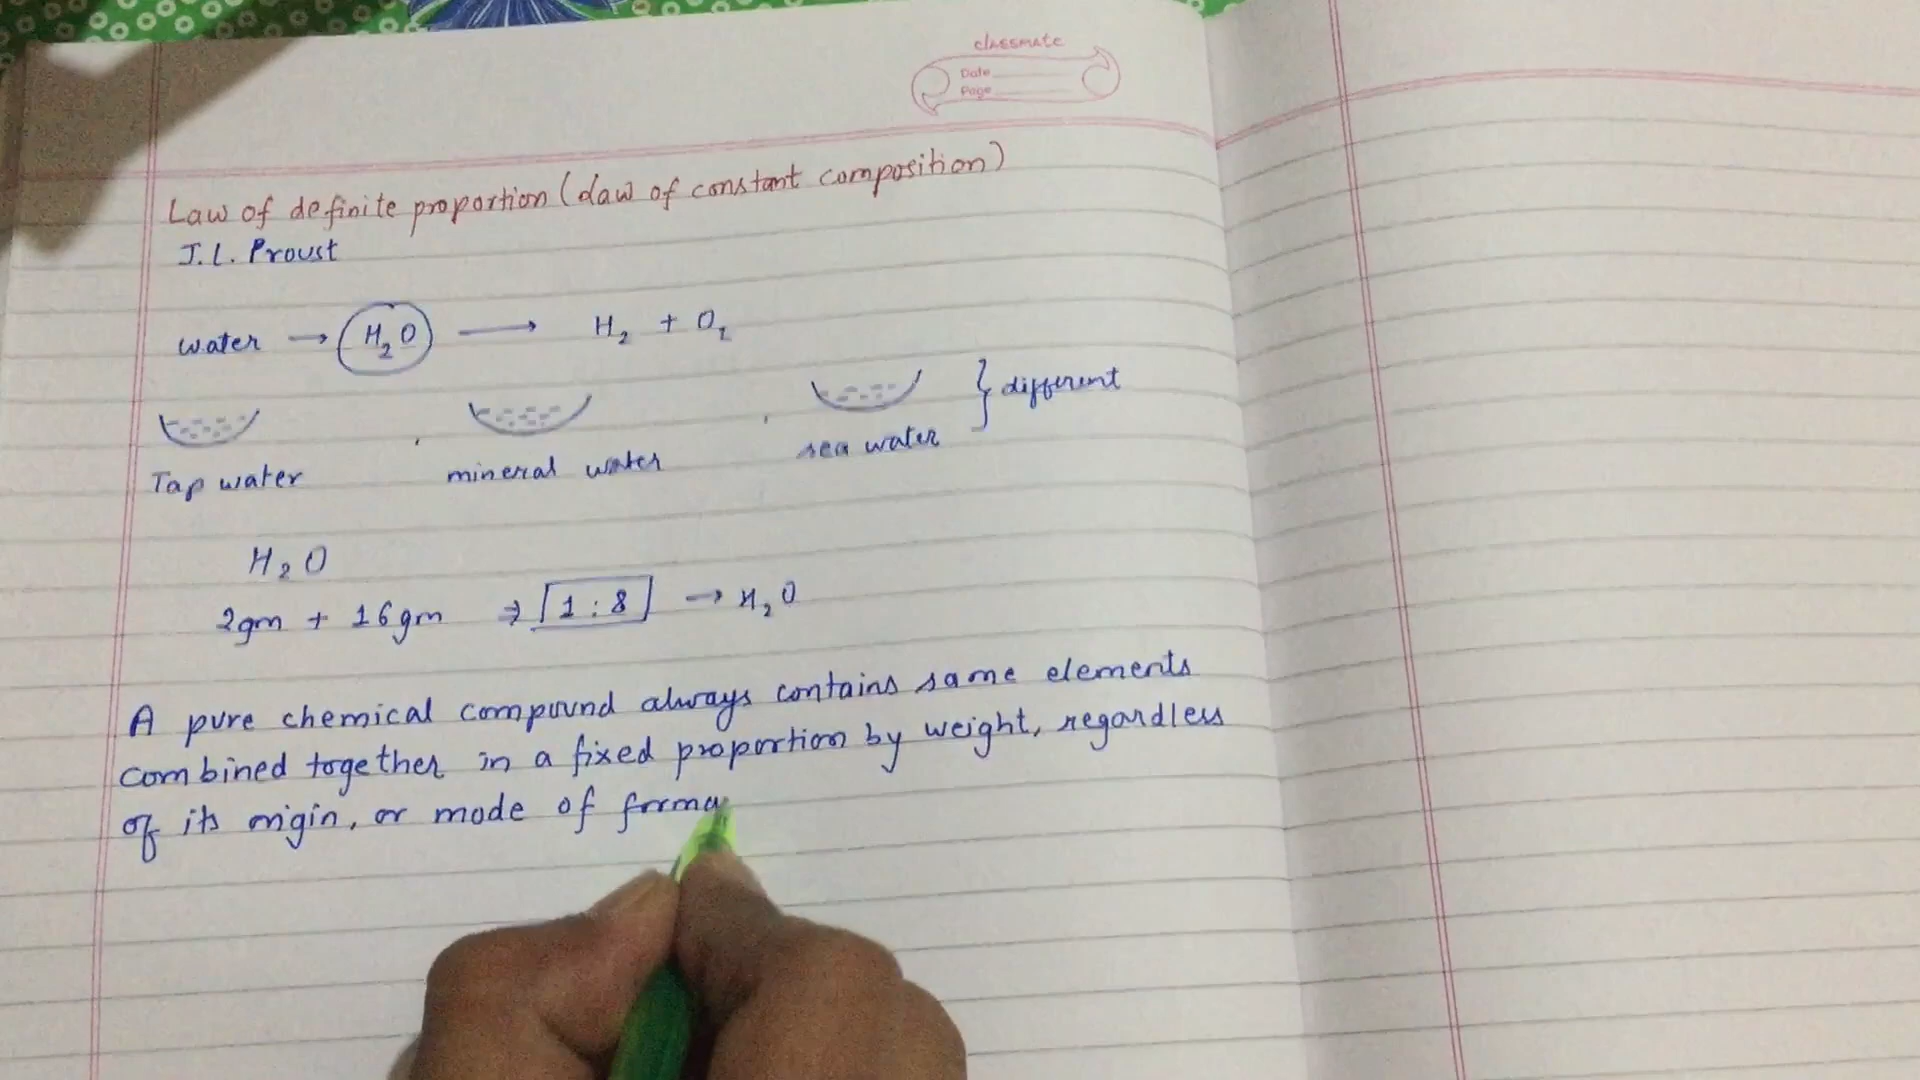 classmate
Date
Page
Law of definite proportion (Law of constant composition)
J.L. Proust
water → H₂O ⟶ H₂ + O₂
} different
Tap water , mineral water , sea water
H₂O
2gm + 16gm ⇒ 1 : 8 → H₂O
A pure chemical compound always contains same elements
combined together in a fixed proportion by weight, regardless
of its origin, or mode of forma